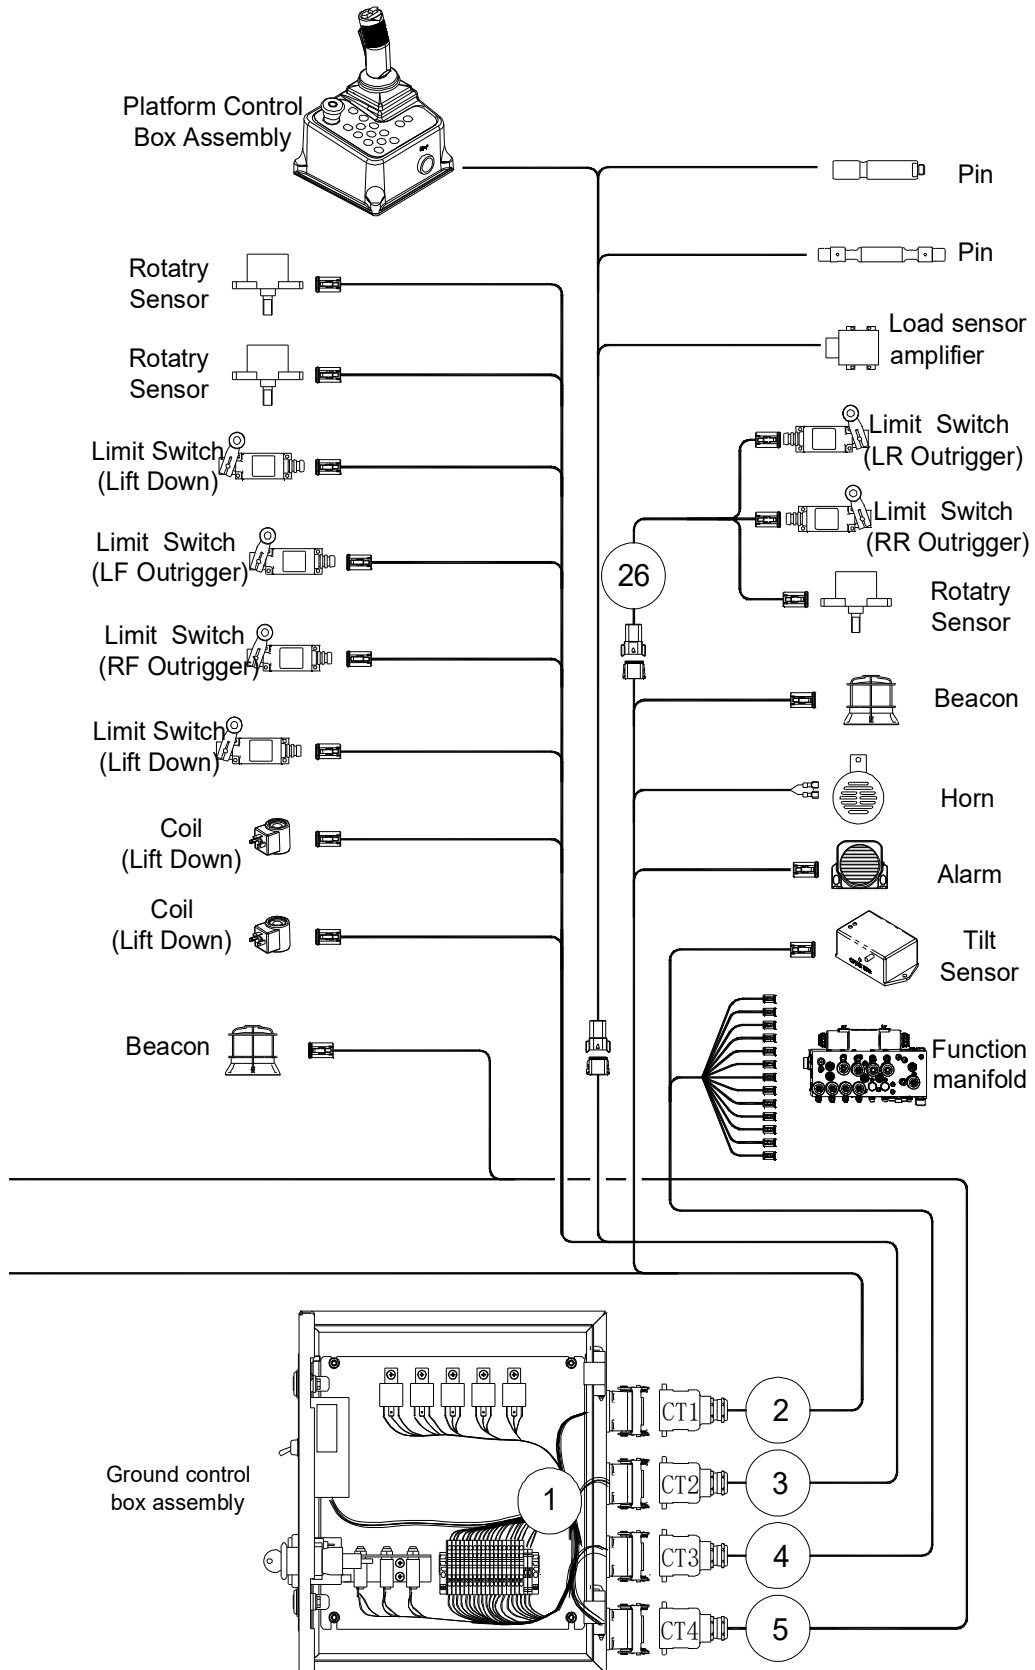 Platform Control
Box Assembly
Pin
Pin
Rotatry
Sensor
Load sensor
amplifier
Rotatry
Sensor
Limit Switch
(LR Outrigger)
Limit Switch
(Lift Down)
Limit Switch
(RR Outrigger)
Limit Switch
(LF Outrigger)
26
Rotatry
Sensor
Limit Switch
(RF Outrigger)
Beacon
Limit Switch
(Lift Down)
Horn
Coil
(Lift Down)
Alarm
Coil
(Lift Down)
Tilt
Sensor
Beacon
Function
manifold
CT1
2
Ground control
box assembly
1
CT2
3
CT3
4
CT4
5